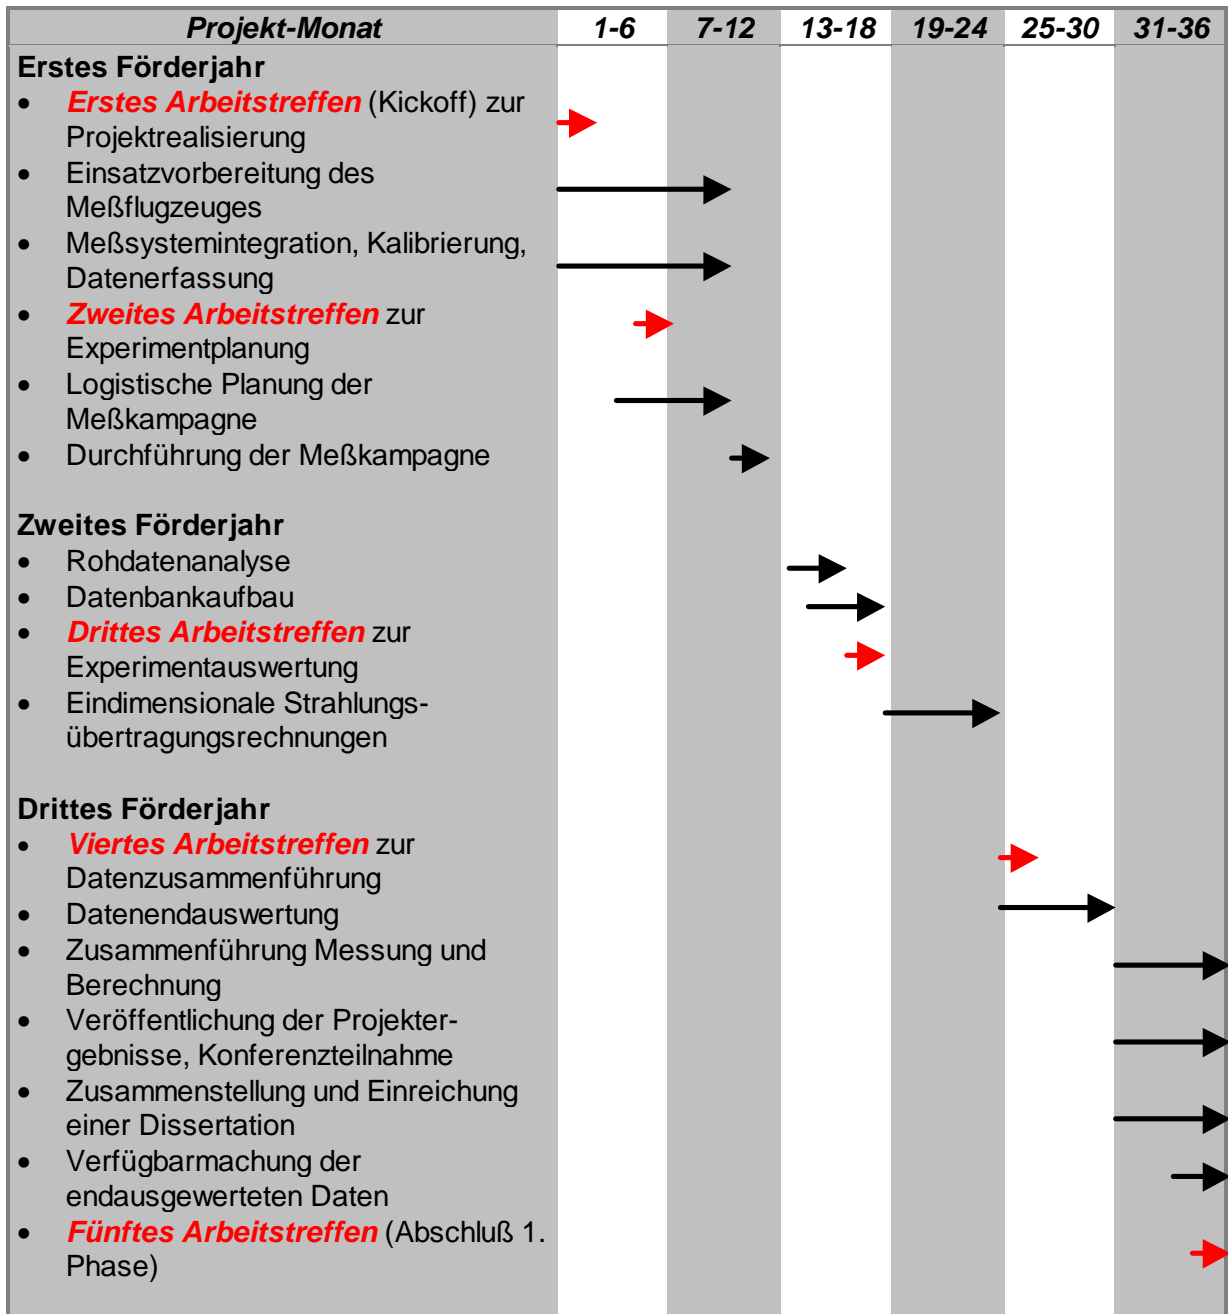 Projekt-Monat 1-6 7-12 13-18 19-24 25-30 31-36
Erstes Förderjahr
• Erstes Arbeitstreffen (Kickoff) zur
Projektrealisierung
• Einsatzvorbereitung des
Meßflugzeuges
• Meßsystemintegration, Kalibrierung,
Datenerfassung
• Zweites Arbeitstreffen zur
Experimentplanung
• Logistische Planung der
Meßkampagne
• Durchführung der Meßkampagne
Zweites Förderjahr
• Rohdatenanalyse
• Datenbankaufbau
• Drittes Arbeitstreffen zur
Experimentauswertung
• Eindimensionale Strahlungs-
übertragungsrechnungen
Drittes Förderjahr
• Viertes Arbeitstreffen zur
Datenzusammenführung
• Datenendauswertung
• Zusammenführung Messung und
Berechnung
• Veröffentlichung der Projekter-
gebnisse, Konferenzteilnahme
• Zusammenstellung und Einreichung
einer Dissertation
• Verfügbarmachung der
endausgewerteten Daten
• Fünftes Arbeitstreffen (Abschluß 1.
Phase)